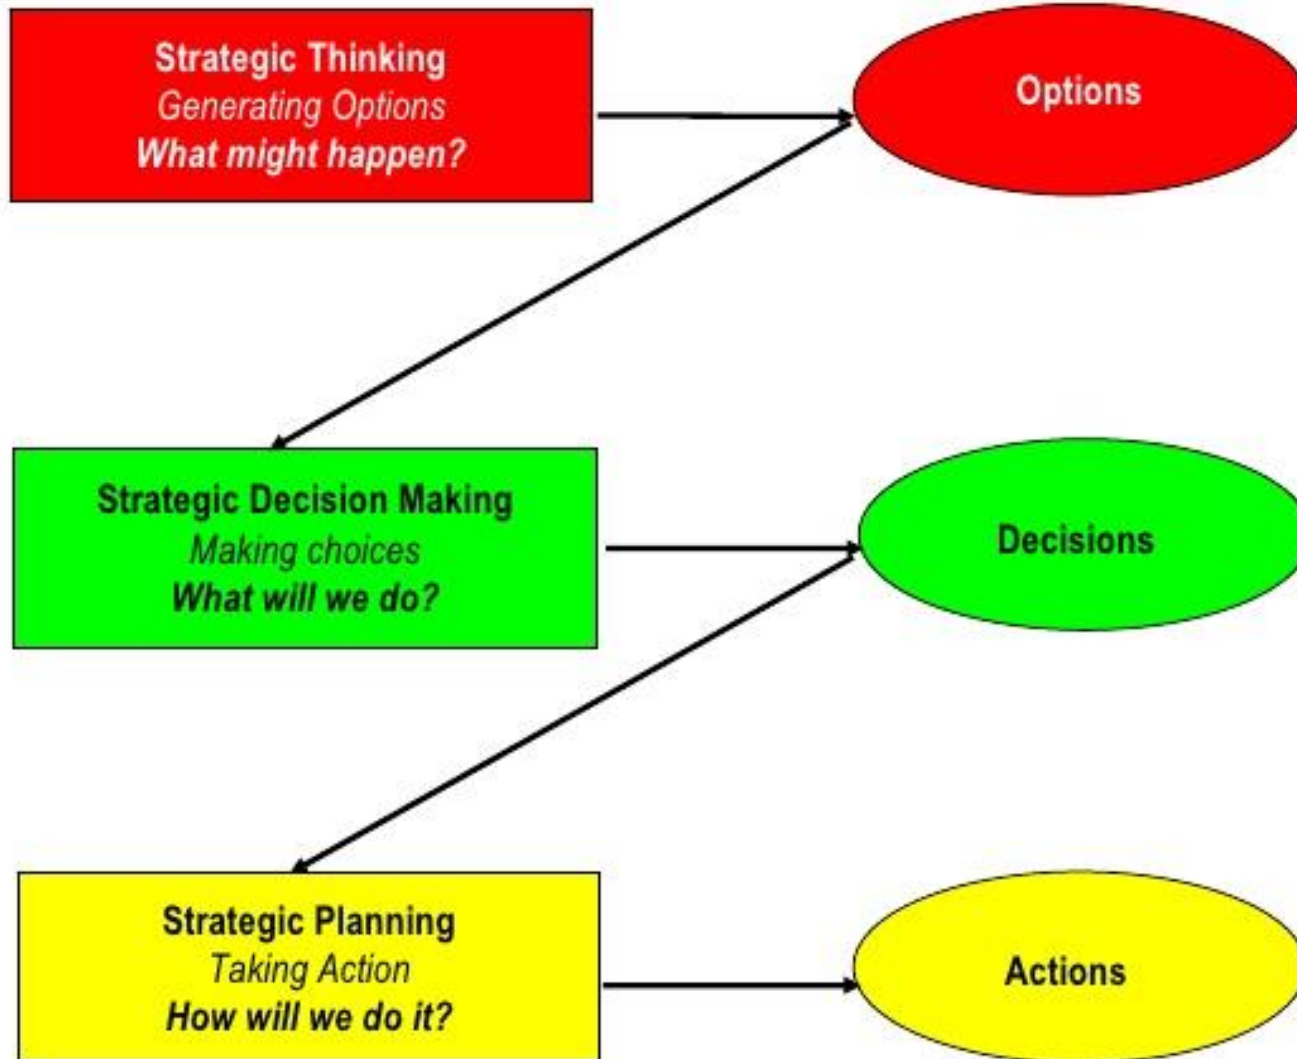 Strategic Thinking
Generating Options
What might happen?
Options
Strategic Decision Making
Making choices
What will we do?
Decisions
Strategic Planning
Taking Action
How will we do it?
Actions